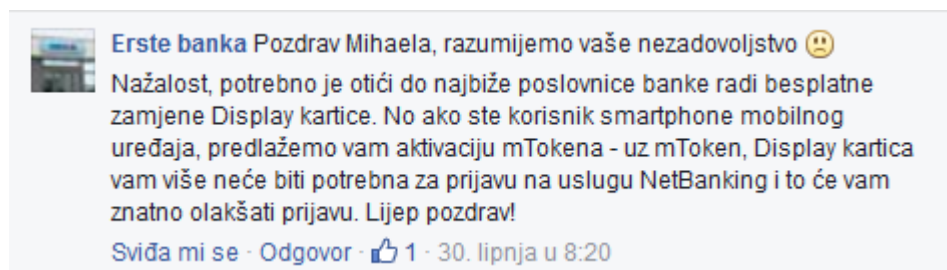 Erste banka Pozdrav Mihaela, razumijemo vaše nezadovoljstvo
Nažalost, potrebno je otići do najbiže poslovnice banke radi besplatne
zamjene Display kartice. No ako ste korisnik smartphone mobilnog
uređaja, predlažemo vam aktivaciju mTokena - uz mToken, Display kartica
vam više neće biti potrebna za prijavu na uslugu NetBanking i to će vam
znatno olakšati prijavu. Lijep pozdrav!
Sviđa mi se · Odgovor · 1 · 30. lipnja u 8:20